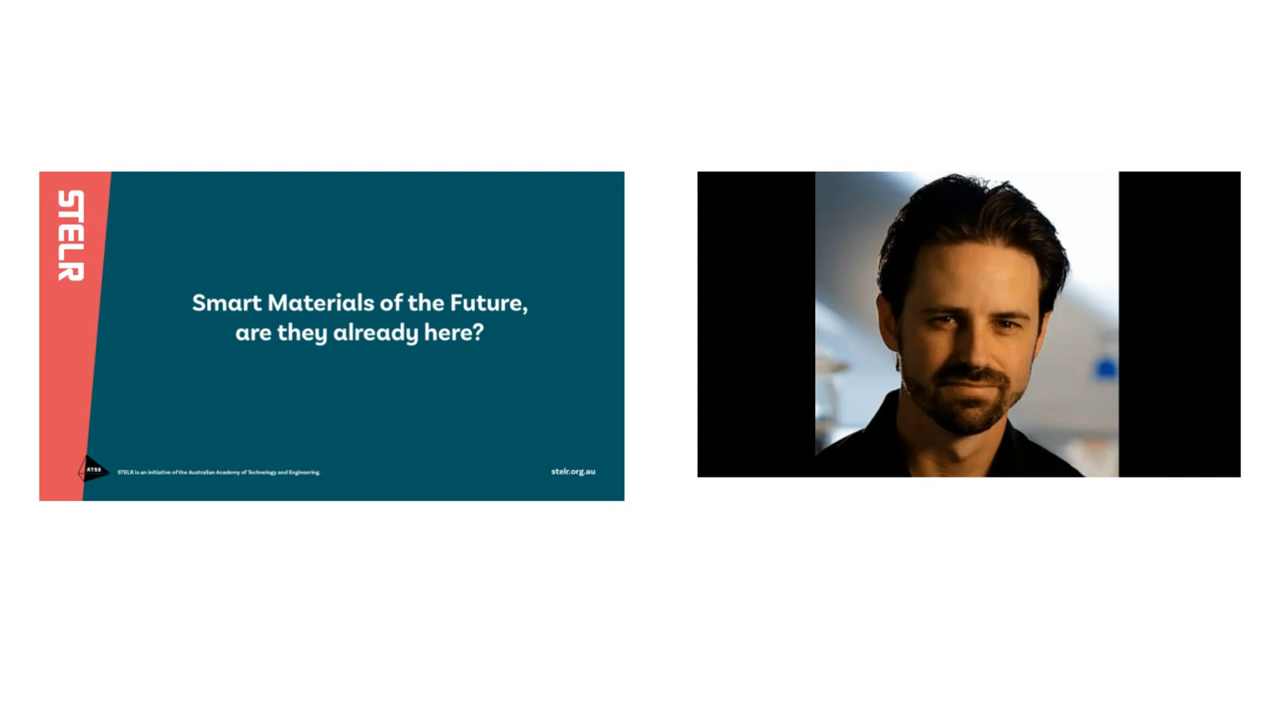 STELR
Smart Materials of the Future,
are they already here?
ATSE
STELR is an initiative of the Australian Academy of Technology and Engineering.
stelr.org.au